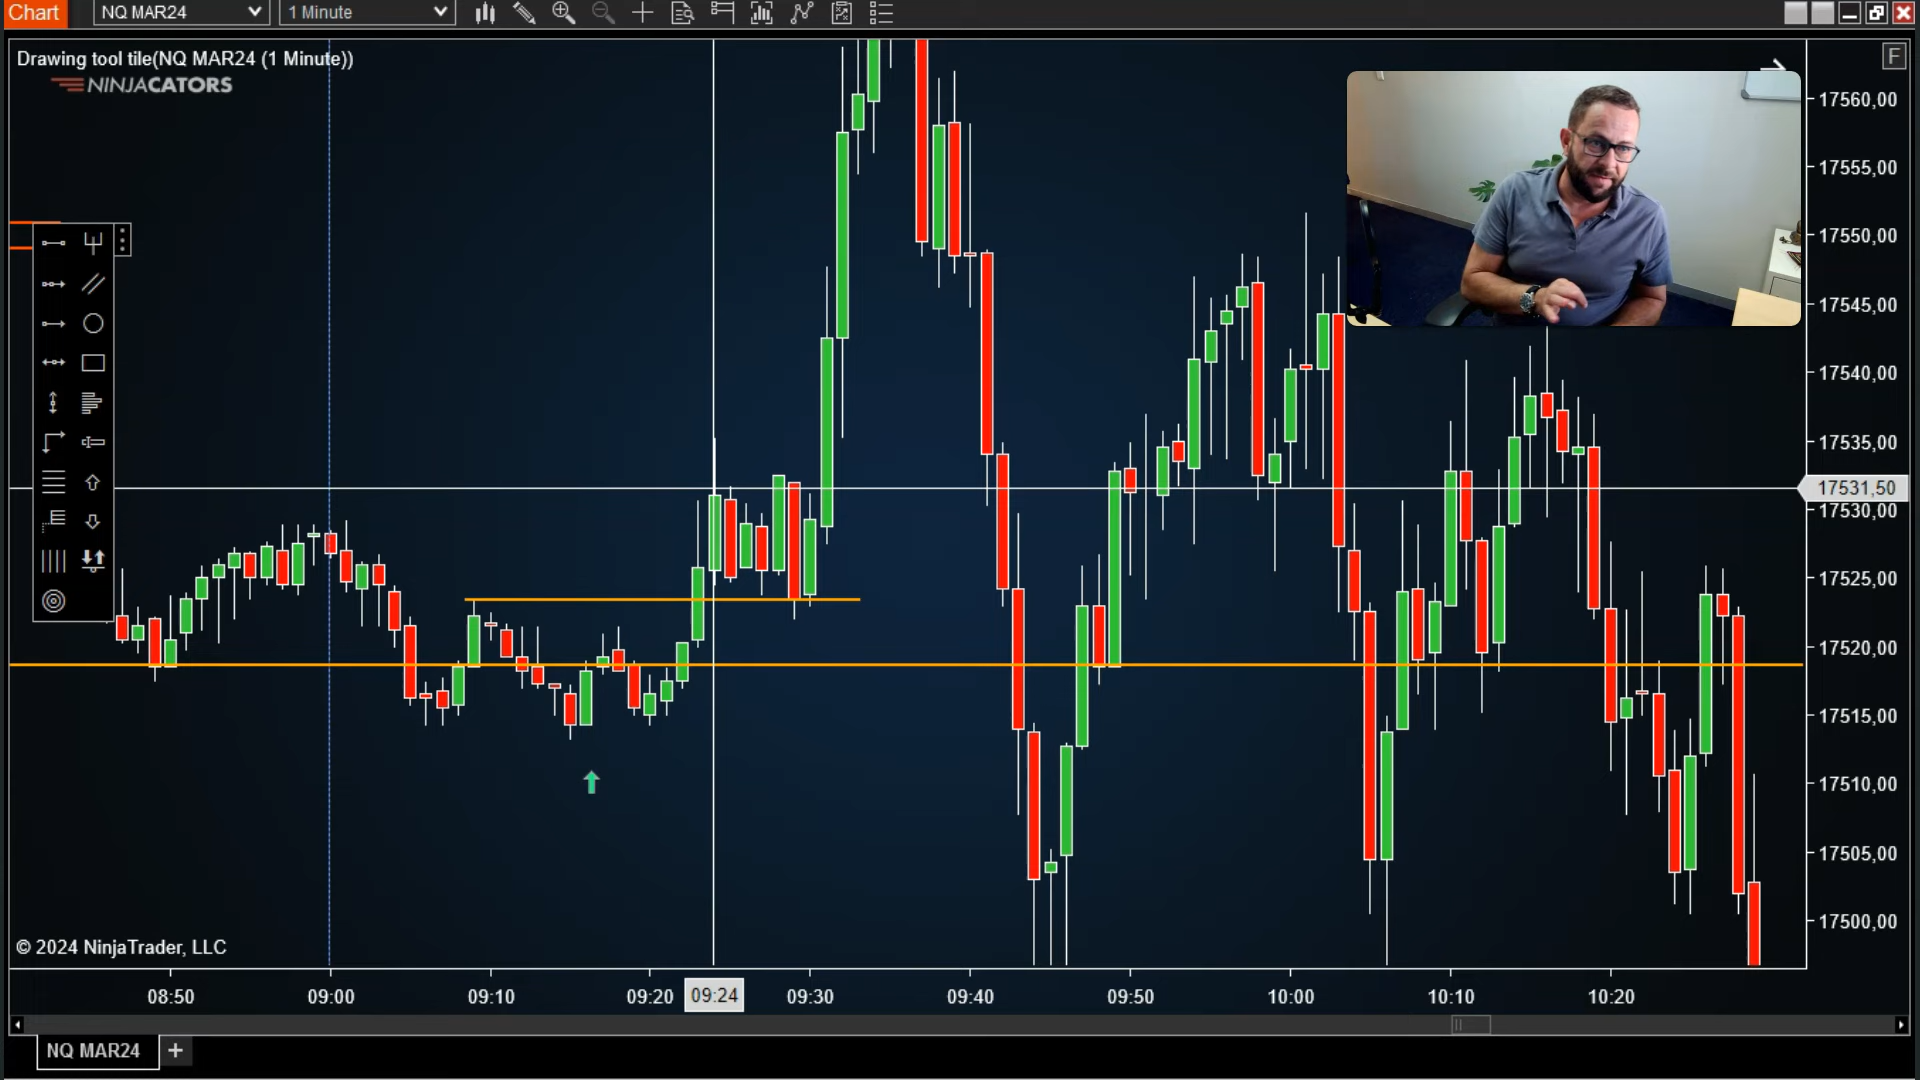 Chart NQ MAR24 1 Minute
Drawing tool tile(NQ MAR24 (1 Minute))
F
NINJACATORS
17560,00
17555,00
17550,00
17545,00
17540,00
17535,00
17531,50
17530,00
17525,00
17520,00
17515,00
17510,00
17505,00
17500,00
© 2024 NinjaTrader, LLC
08:50 09:00 09:10 09:20 09:24 09:30 09:40 09:50 10:00 10:10 10:20
NQ MAR24 +